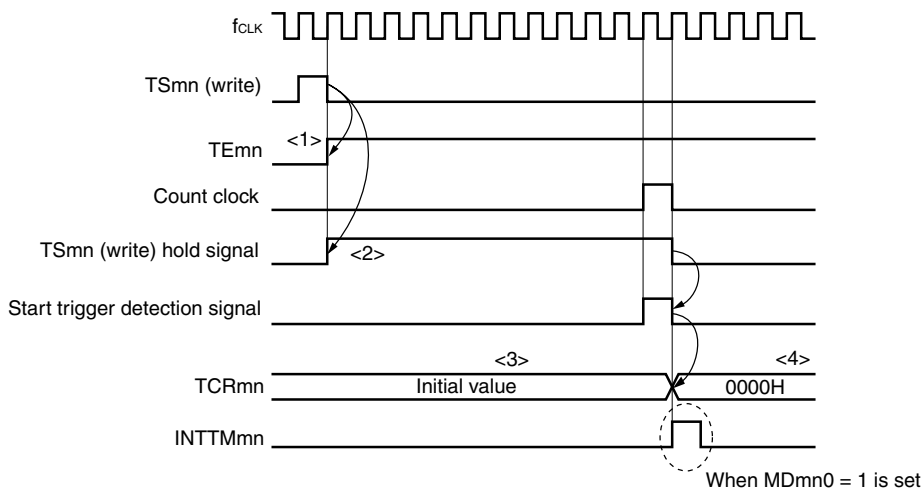 fCLK
TSmn (write)
<1>
TEmn
Count clock
TSmn (write) hold signal
<2>
Start trigger detection signal
<3>
<4>
TCRmn
Initial value
0000H
INTTMmn
When MDmn0 = 1 is set